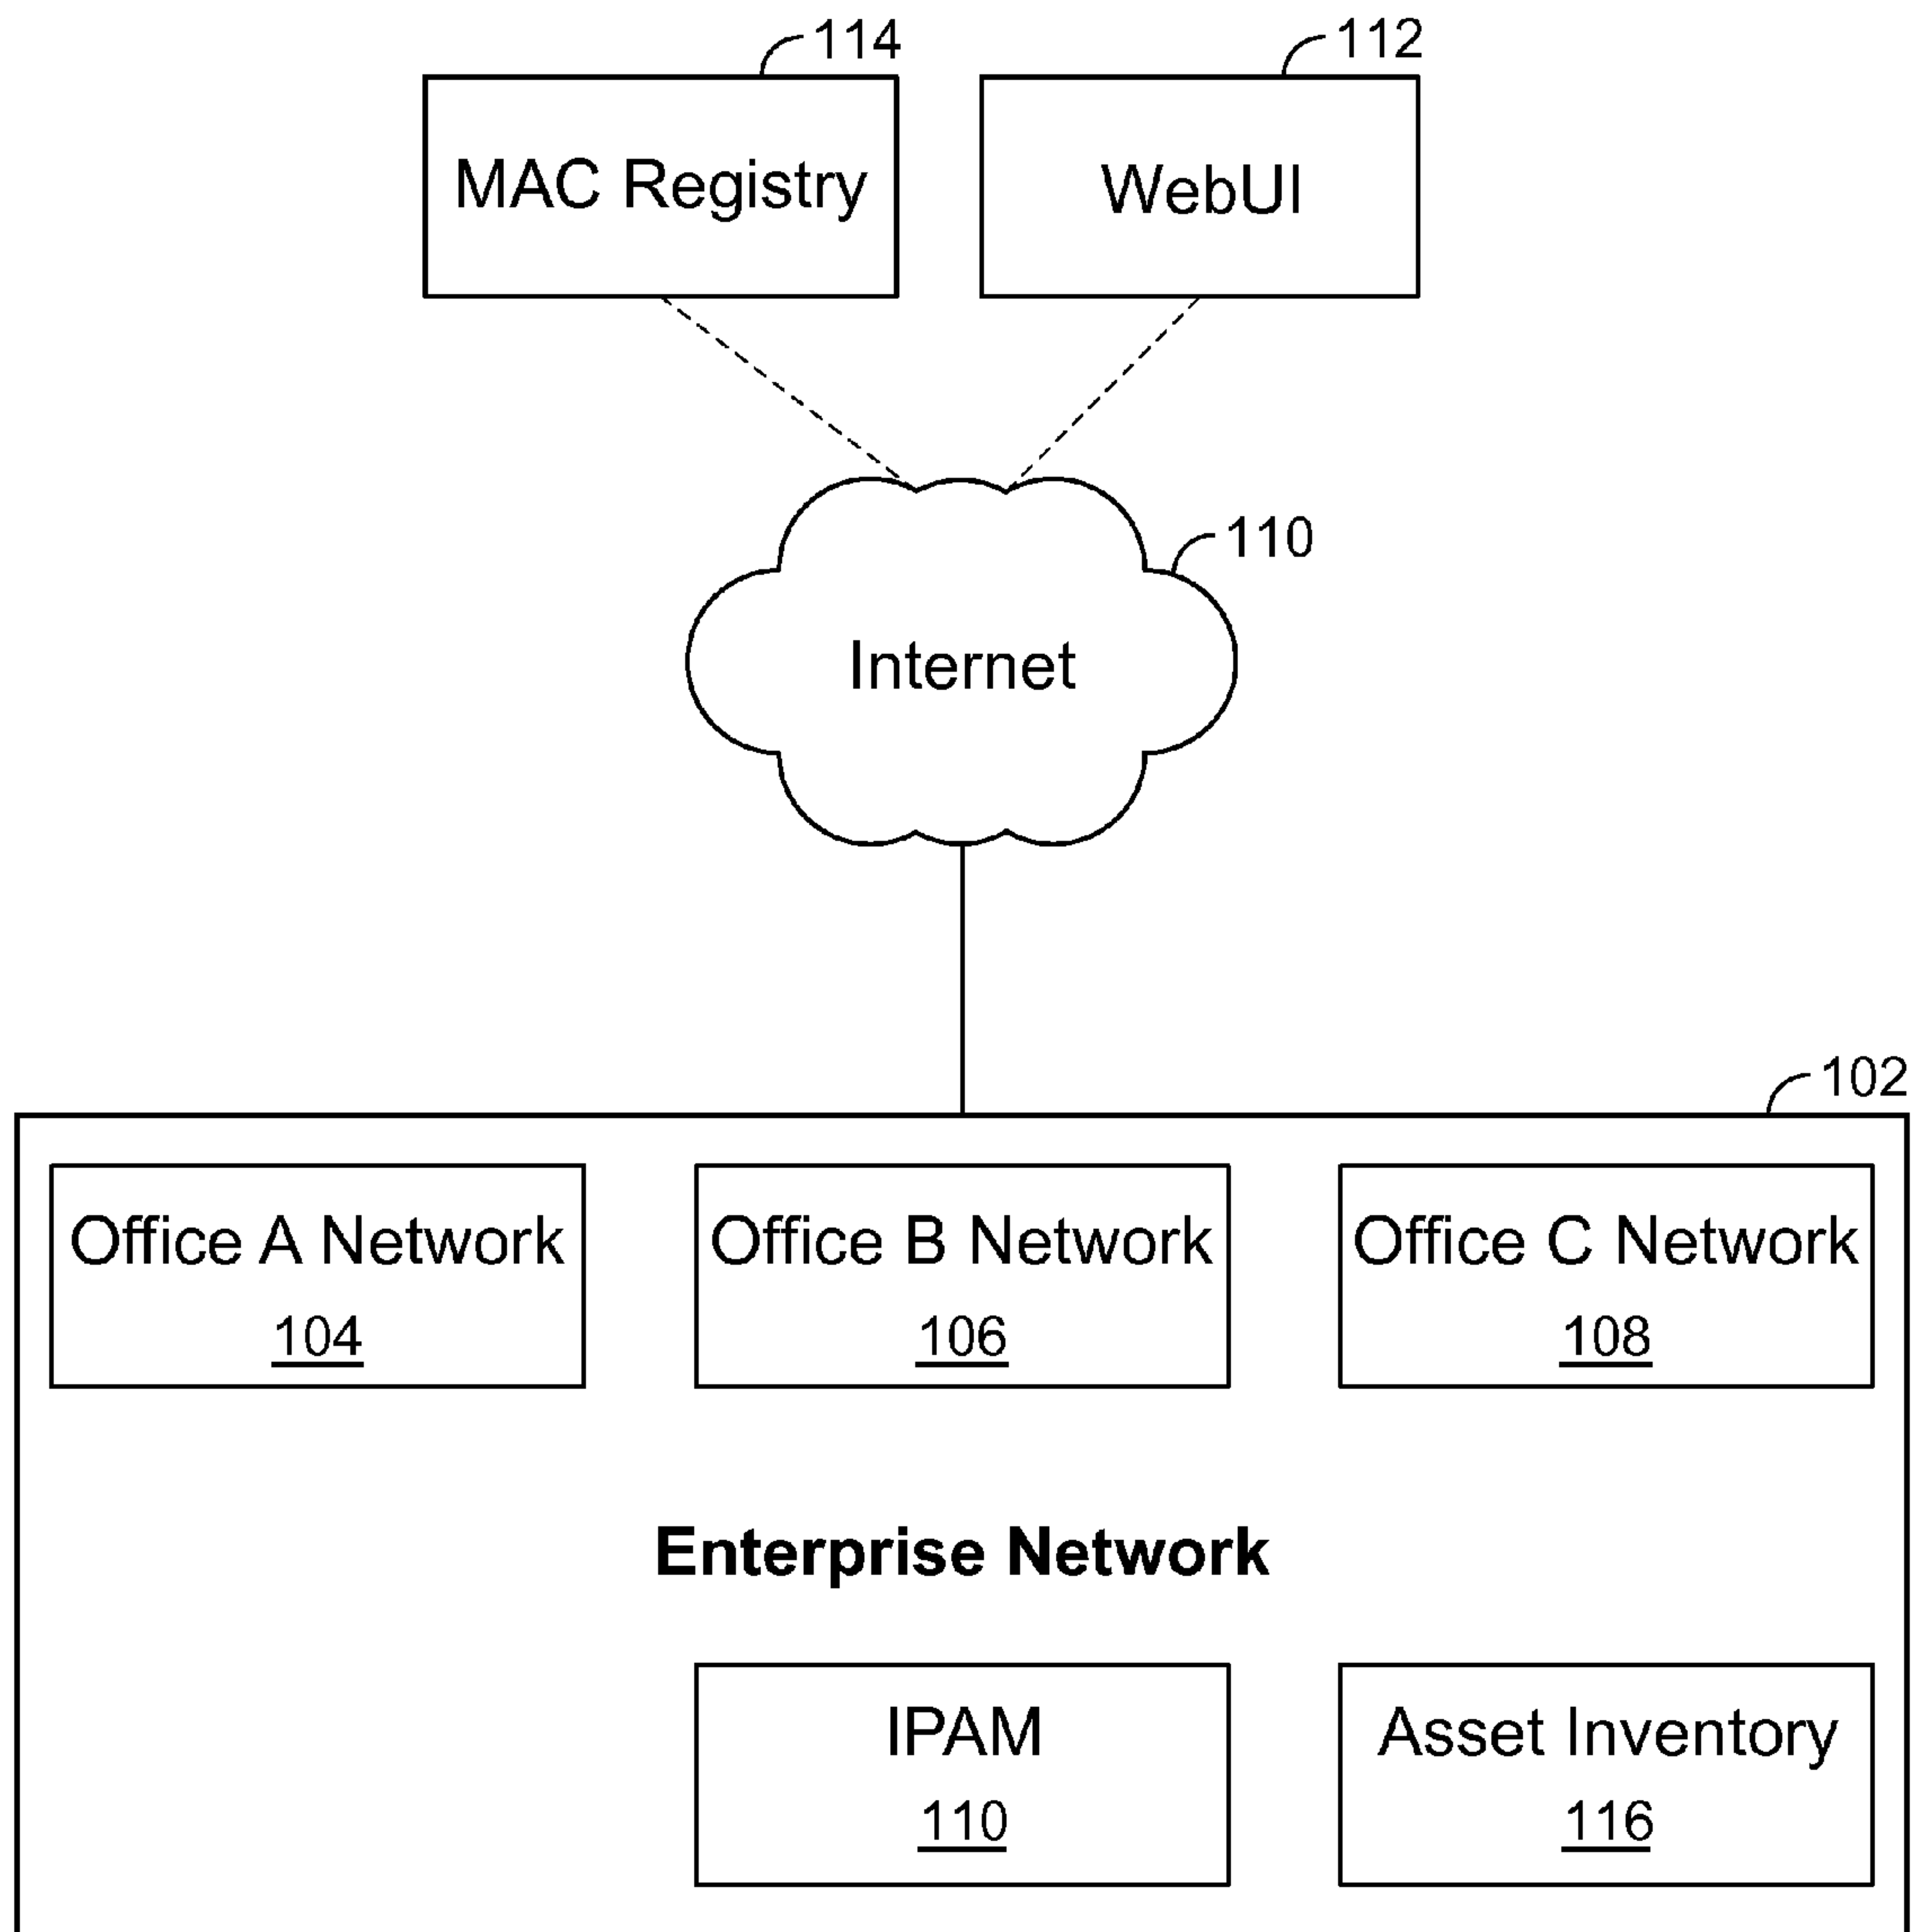 114
112
MAC Registry
WebUI
110
Internet
102
Office A Network
104
Office B Network
106
Office C Network
108
Enterprise Network
IPAM
110
Asset Inventory
116